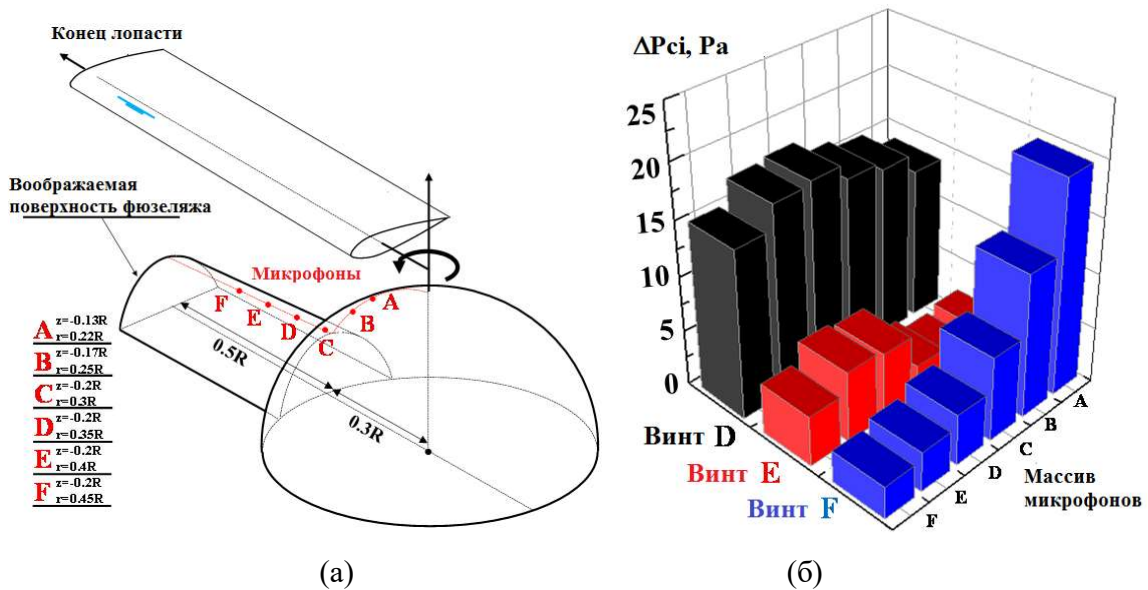 Конец лопасти
Воображаемая
поверхность фюзеляжа
Микрофоны
A
B
C
D
E
F
0.5R
0.3R
A z=-0.13R
r=0.22R
B z=-0.17R
r=0.25R
C z=-0.2R
r=0.3R
D z=-0.2R
r=0.35R
E z=-0.2R
r=0.4R
F z=-0.2R
r=0.45R
(а)
ΔPci, Pa
25
20
15
10
5
0
Винт D
Винт E
Винт F
A
B
C
D
E
F
Массив
микрофонов
(б)